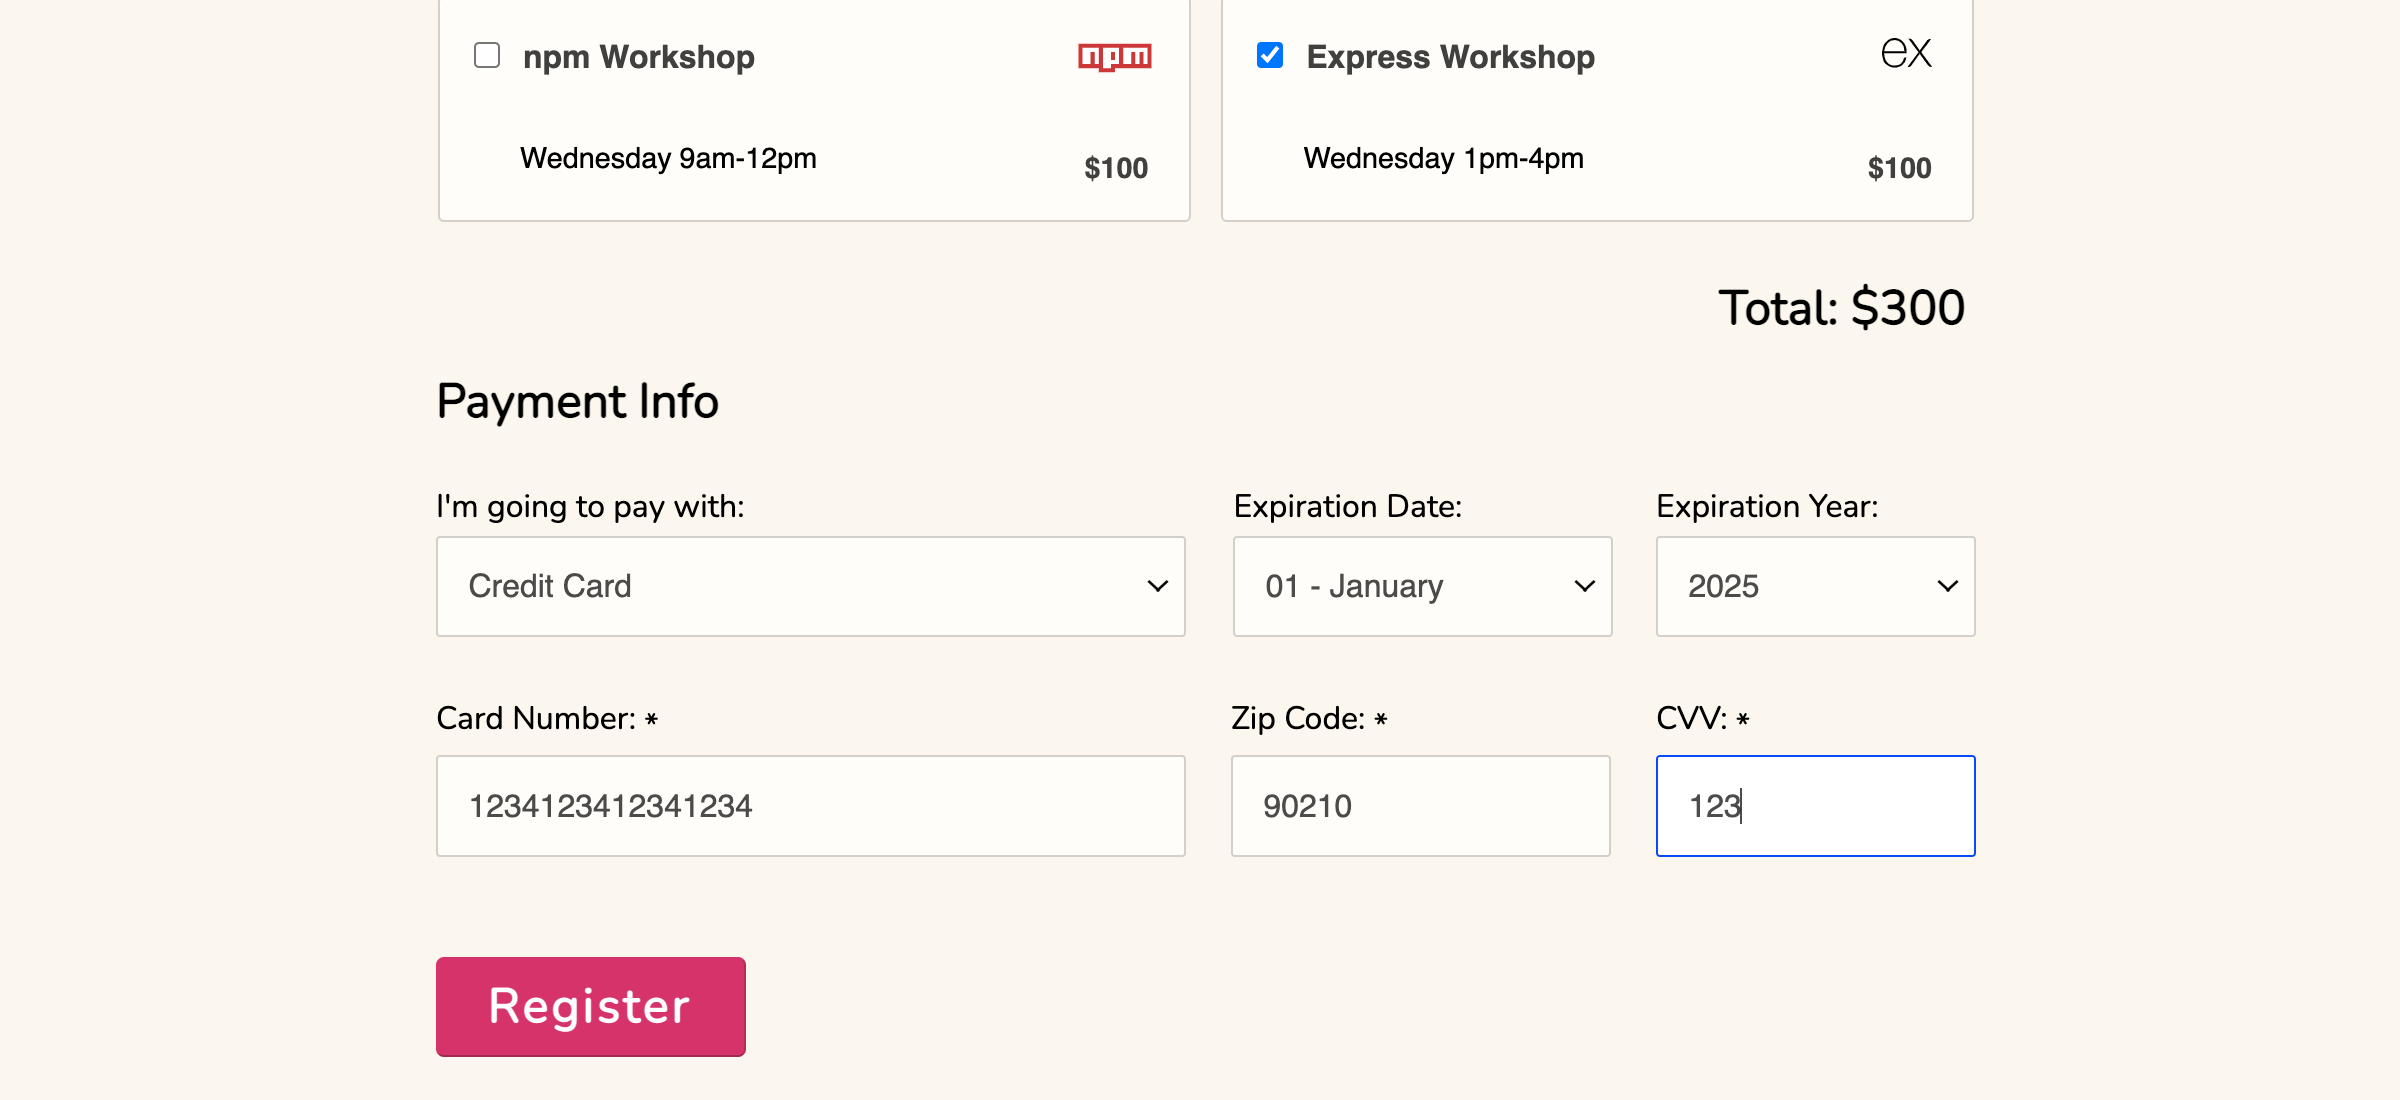 npm Workshop
npm
Wednesday 9am-12pm
$100
Express Workshop
ex
Wednesday 1pm-4pm
$100
Total: $300
Payment Info
I'm going to pay with:
Credit Card
Expiration Date:
01 - January
Expiration Year:
2025
Card Number: *
1234123412341234
Zip Code: *
90210
CVV: *
123
Register